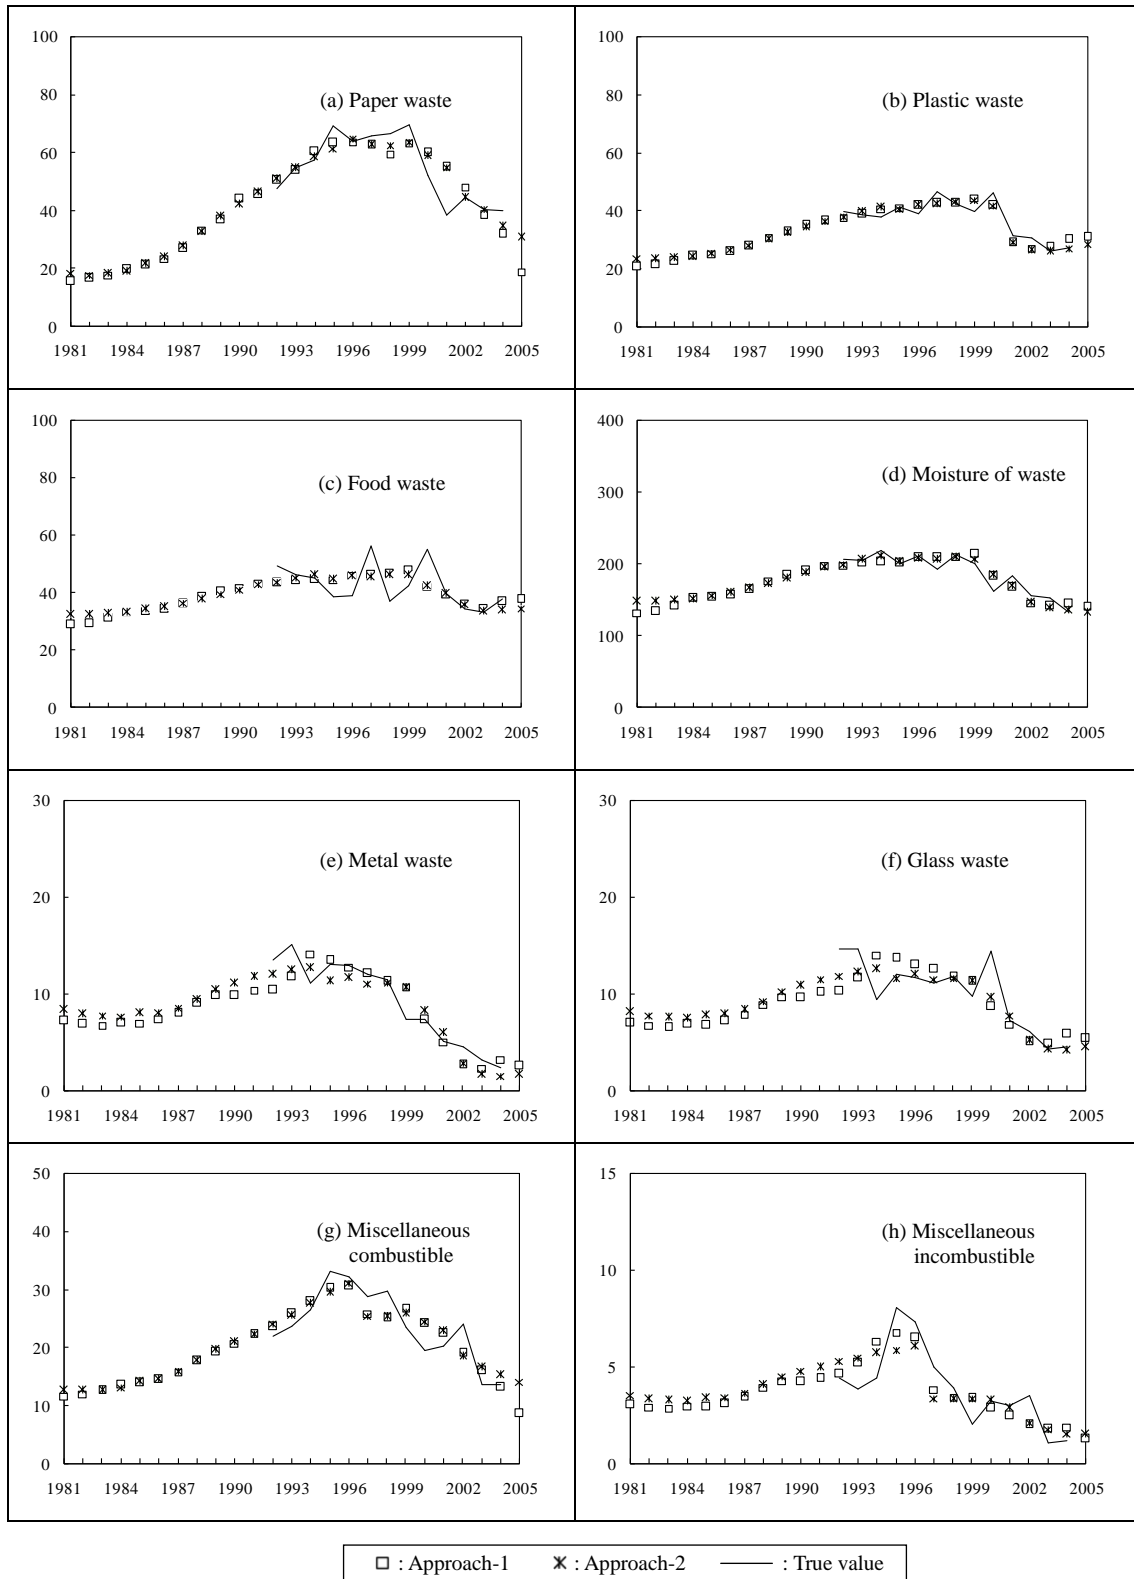 100
80
60
40
20
0
(a) Paper waste
1981 1984 1987 1990 1993 1996 1999 2002 2005
100
80
60
40
20
0
(b) Plastic waste
1981 1984 1987 1990 1993 1996 1999 2002 2005
100
80
60
40
20
0
(c) Food waste
1981 1984 1987 1990 1993 1996 1999 2002 2005
400
300
200
100
0
(d) Moisture of waste
1981 1984 1987 1990 1993 1996 1999 2002 2005
30
20
10
0
(e) Metal waste
1981 1984 1987 1990 1993 1996 1999 2002 2005
30
20
10
0
(f) Glass waste
1981 1984 1987 1990 1993 1996 1999 2002 2005
50
40
30
20
10
0
(g) Miscellaneous
combustible
1981 1984 1987 1990 1993 1996 1999 2002 2005
15
10
5
0
(h) Miscellaneous
incombustible
1981 1984 1987 1990 1993 1996 1999 2002 2005
: Approach-1 : Approach-2 : True value